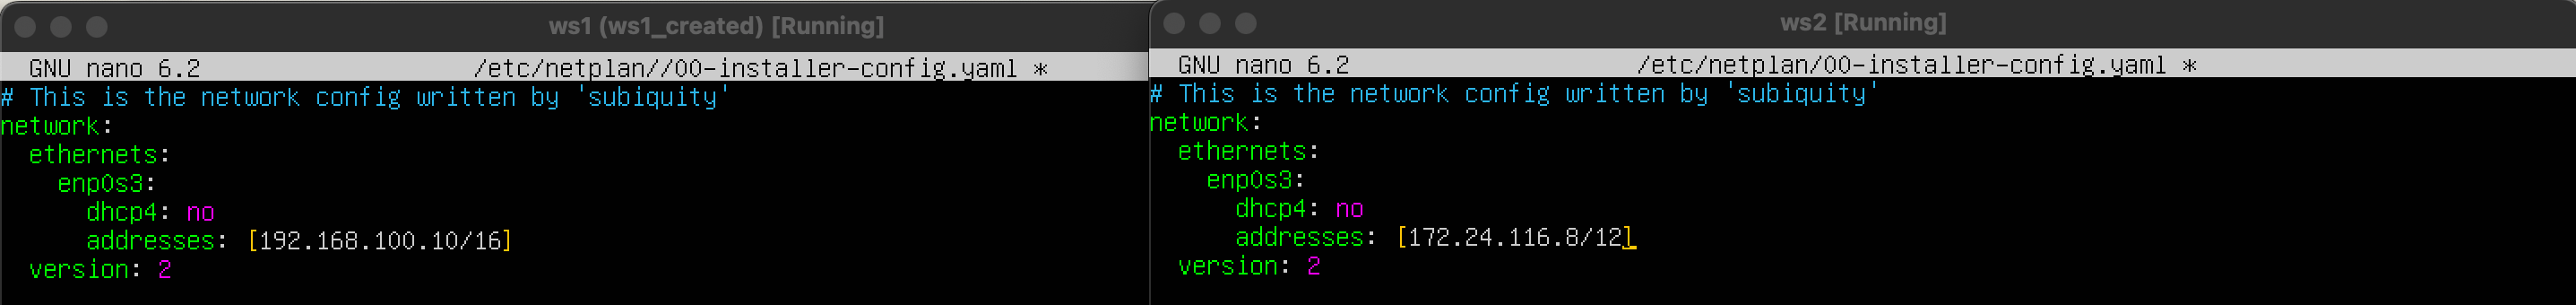 ws1 (ws1_created) [Running]
GNU nano 6.2 /etc/netplan//00-installer-config.yaml *
# This is the network config written by 'subiquity'
network:
  ethernets:
    enp0s3:
      dhcp4: no
      addresses: [192.168.100.10/16]
  version: 2
ws2 [Running]
GNU nano 6.2 /etc/netplan/00-installer-config.yaml *
# This is the network config written by 'subiquity'
network:
  ethernets:
    enp0s3:
      dhcp4: no
      addresses: [172.24.116.8/12]
  version: 2